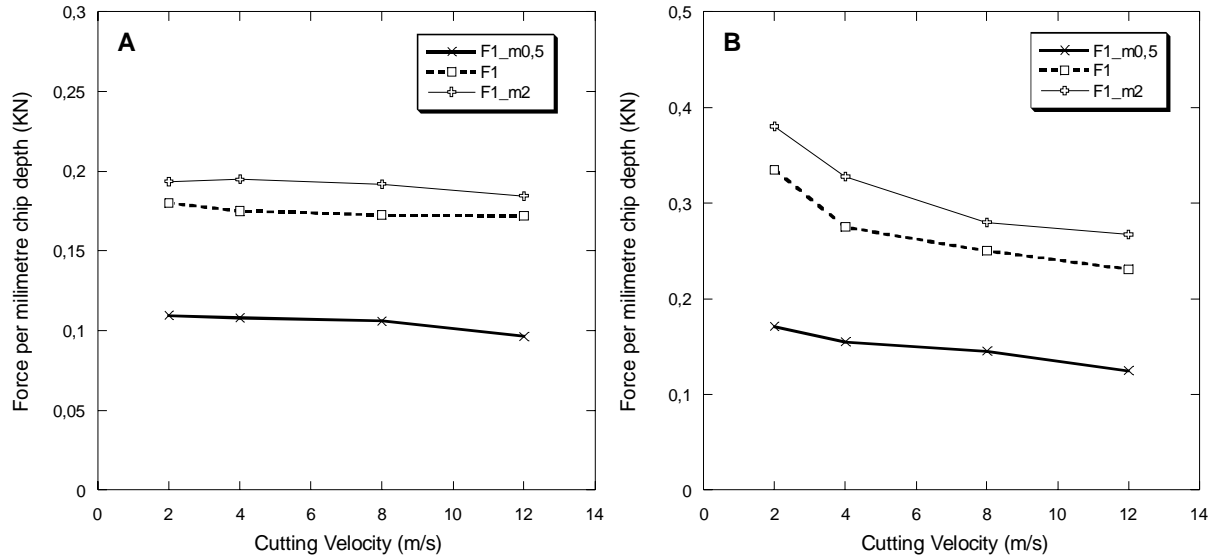 A
F1_m0,5
F1
F1_m2
0,3
0,25
0,2
0,15
0,1
0,05
0
0 2 4 6 8 10 12 14
Cutting Velocity (m/s)
Force per milimetre chip depth (KN)
B
F1_m0,5
F1
F1_m2
0,5
0,4
0,3
0,2
0,1
0
0 2 4 6 8 10 12 14
Cutting Velocity (m/s)
Force per milimetre chip depth (KN)